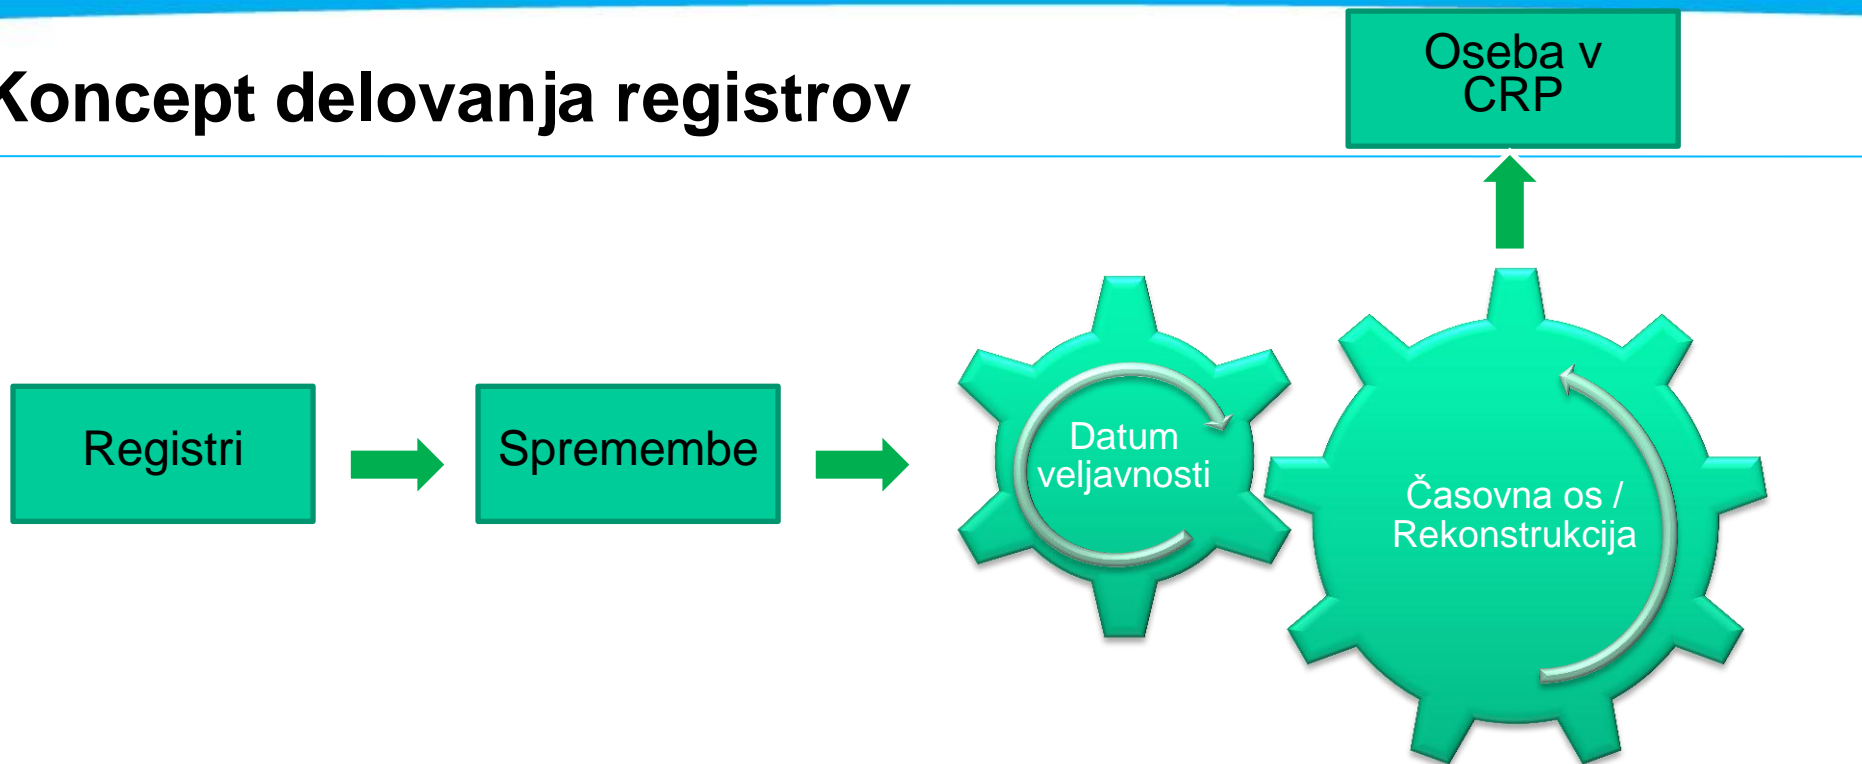 Koncept delovanja registrov
Oseba v
CRP
Registri
Spremembe
Datum
veljavnosti
Časovna os /
Rekonstrukcija